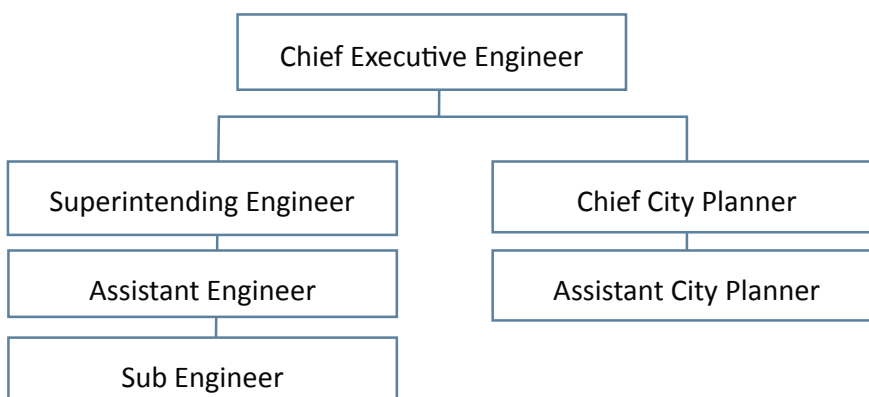 Chief Executive Engineer
Superintending Engineer
Chief City Planner
Assistant Engineer
Assistant City Planner
Sub Engineer